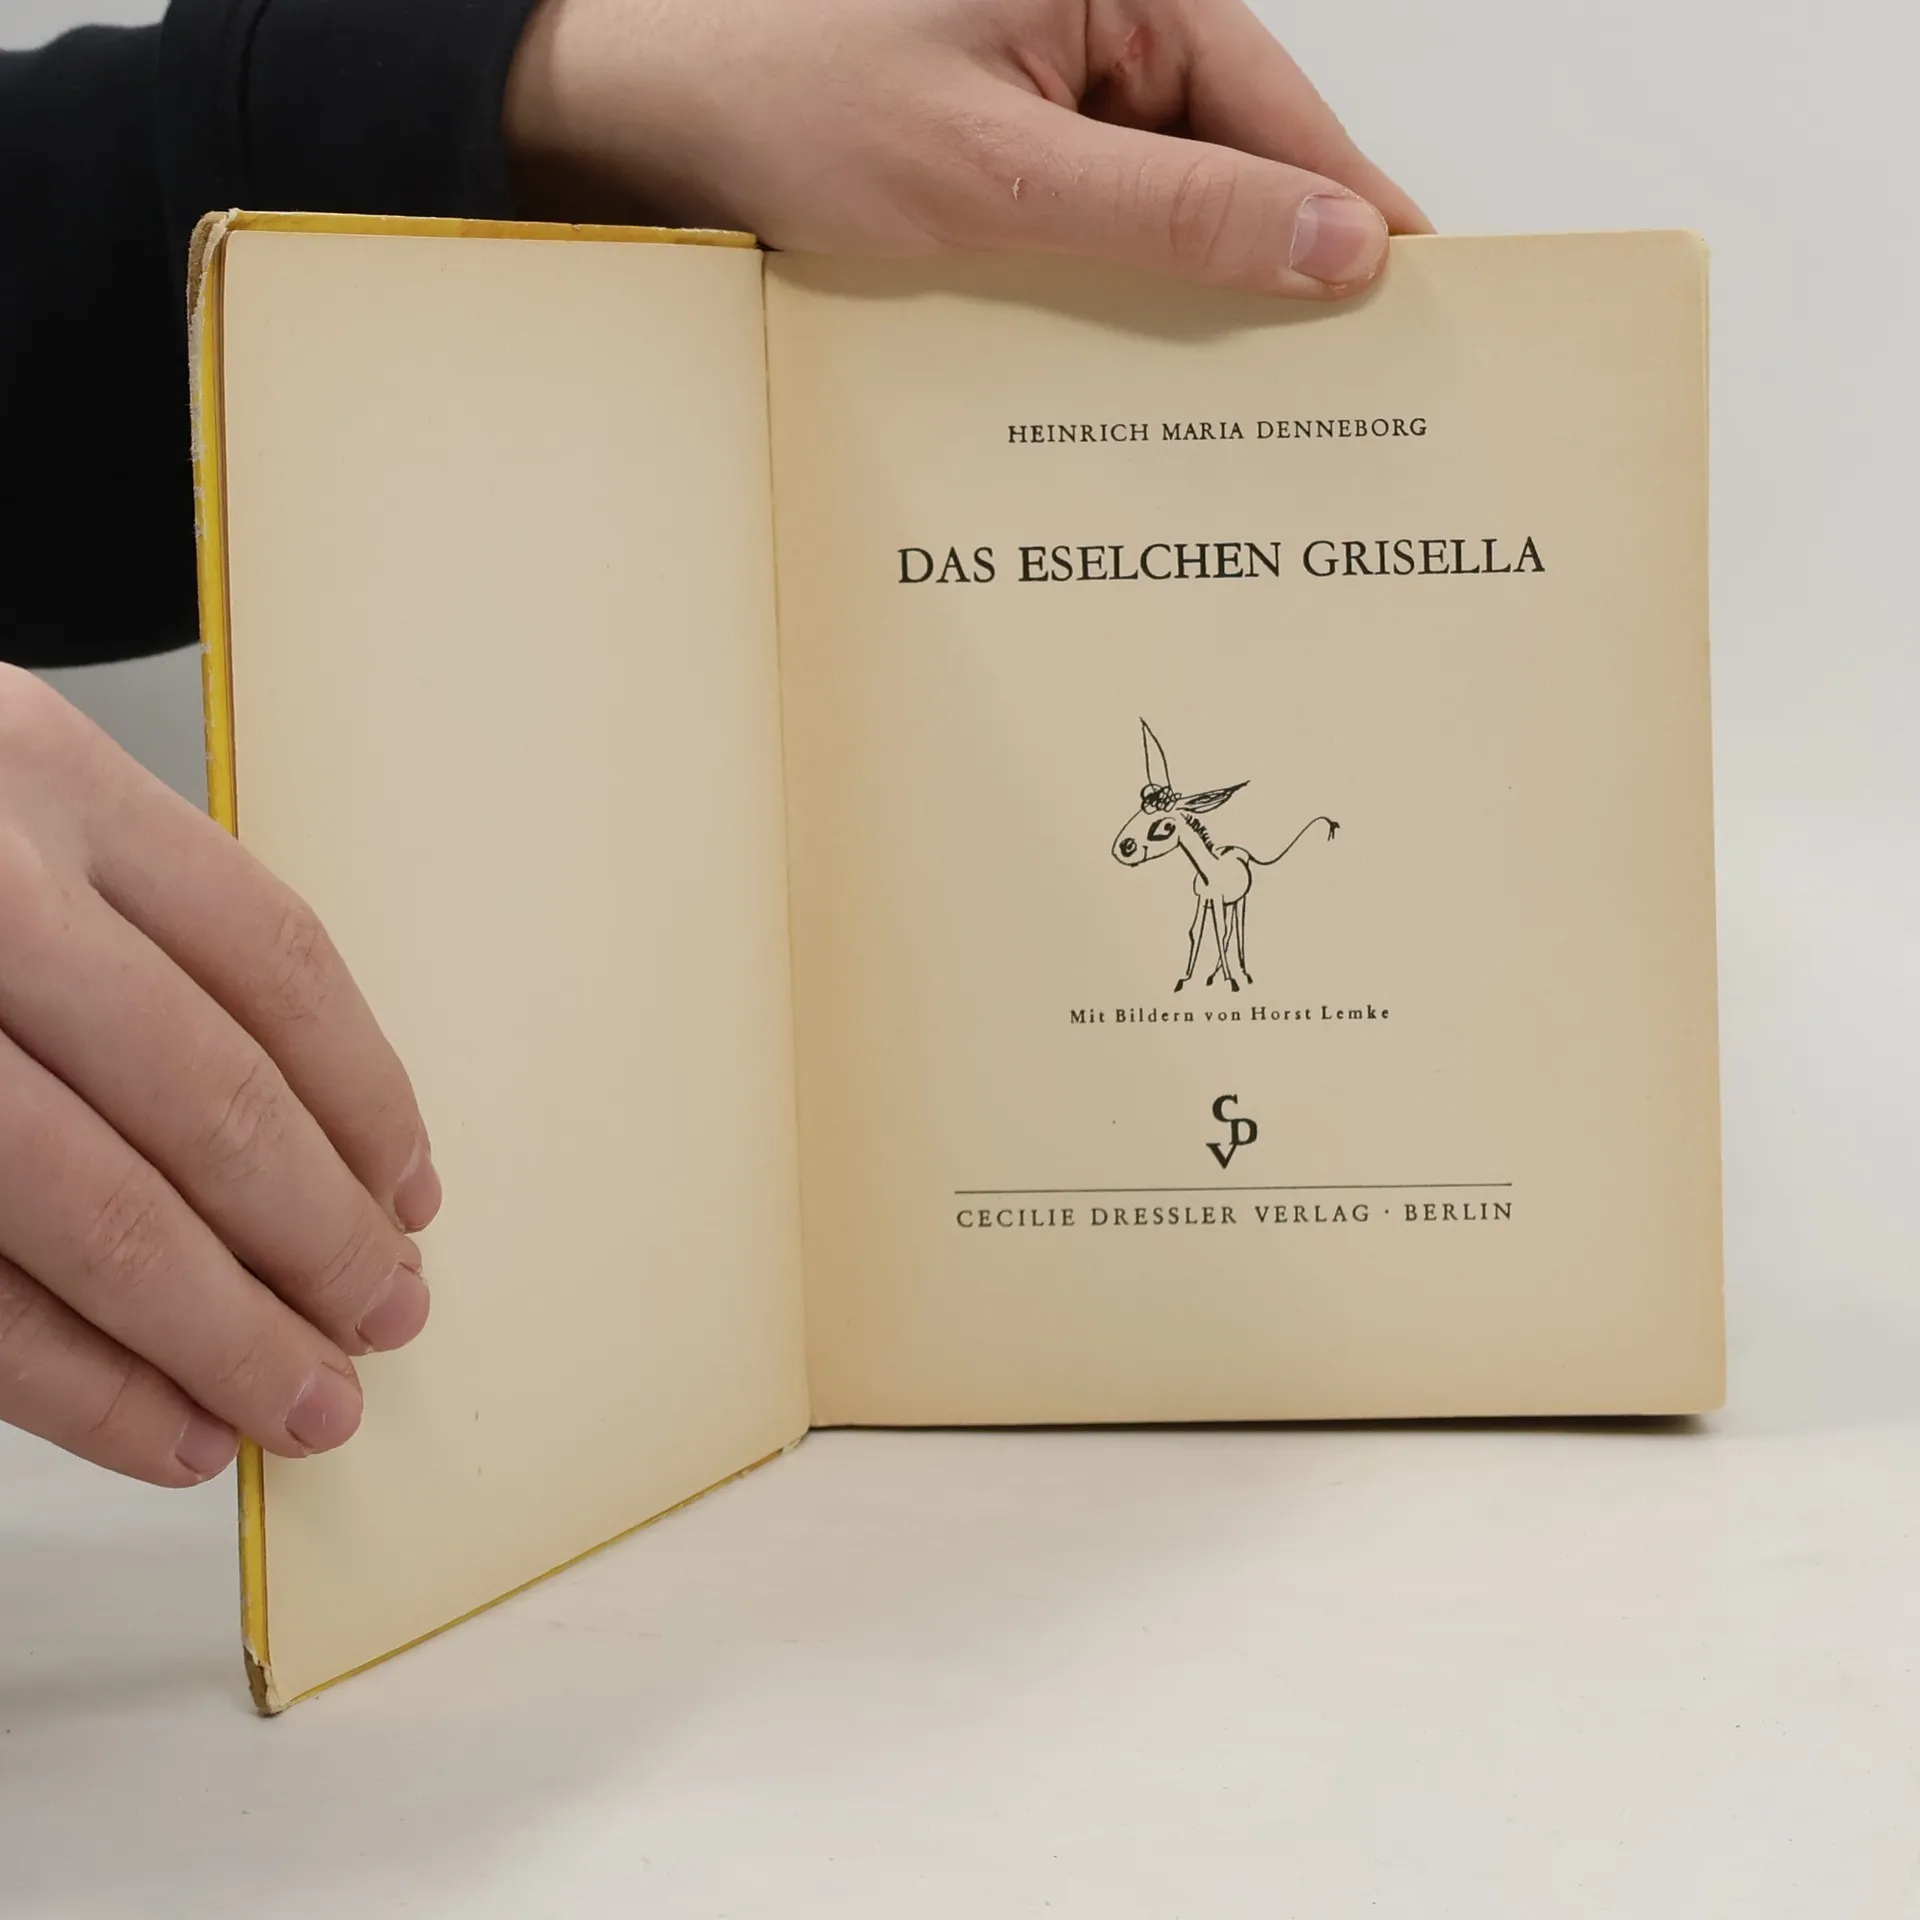 HEINRICH MARIA DENNEBORG
DAS ESELCHEN GRISELLA
Mit Bildern von Horst Lemke
CDV
CECILIE DRESSLER VERLAG · BERLIN